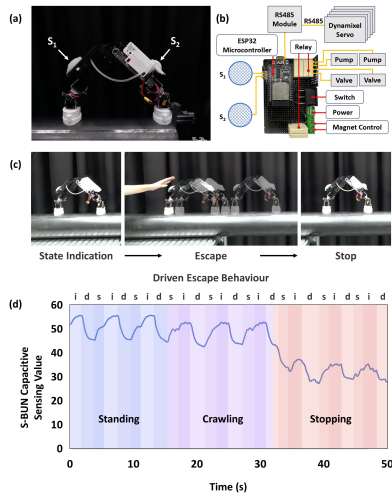 (a)
S₁
S₂
(b)
RS485
Module
RS485
Dynamixel
Servo
ESP32
Microcontroller
Relay
Pump
Pump
Valve
Valve
S₁
S₂
Switch
Power
Magnet Control
(c)
State Indication
Escape
Stop
Driven Escape Behaviour
(d)
i d s i d s i d s i d s i d s i d s i d s i d s i d
S-BUN Capacitive
Sensing Value
60
50
40
30
20
10
0
Standing
Crawling
Stopping
0
10
20
30
40
50
Time (s)